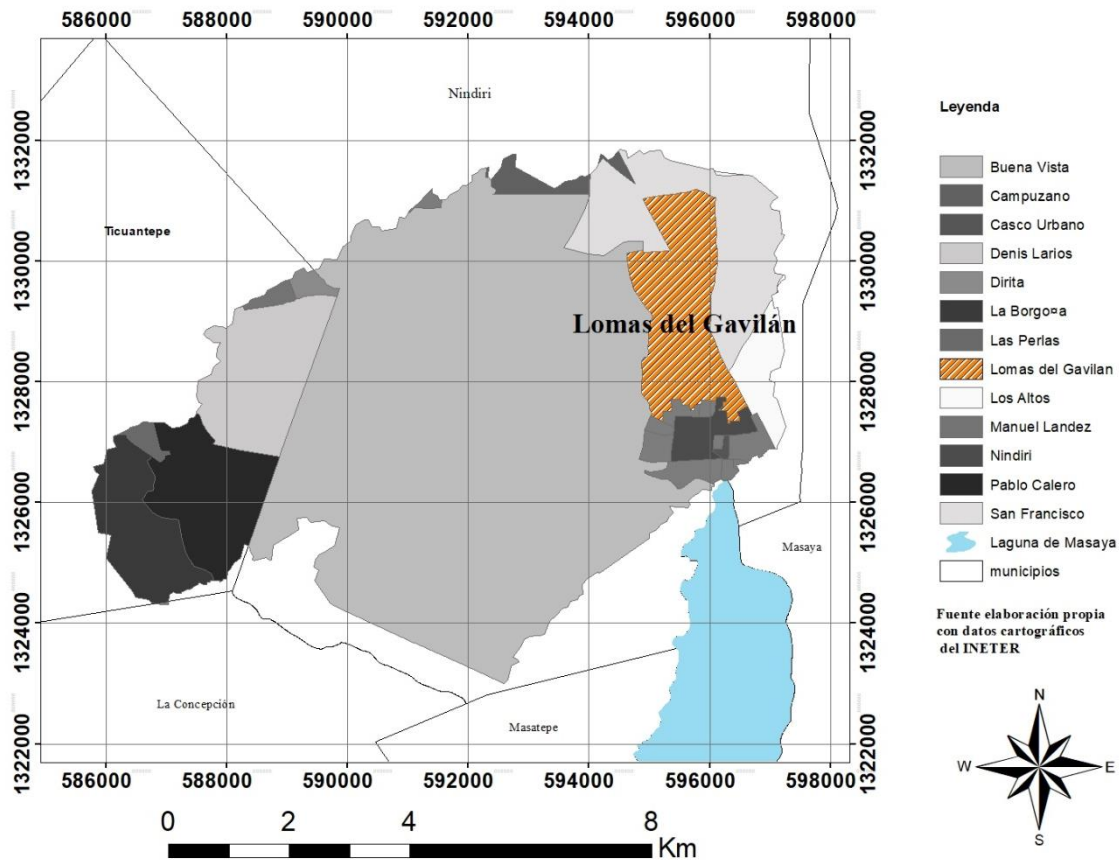 586000 588000 590000 592000 594000 596000 598000
Nindiri
1332000
1332000
Ticuantepe
1330000
1330000
Lomas del Gavilán
1328000
1328000
1326000
1326000
Masaya
1324000
1324000
La Concepción
Masatepe
1322000
1322000
586000 588000 590000 592000 594000 596000 598000
0 2 4 8
Km
Leyenda
Buena Vista
Campuzano
Casco Urbano
Denis Larios
Dirita
La Borgo¤a
Las Perlas
Lomas del Gavilan
Los Altos
Manuel Landez
Nindiri
Pablo Calero
San Francisco
Laguna de Masaya
municipios
Fuente elaboración propia
con datos cartográficos
del INETER
N
W E
S